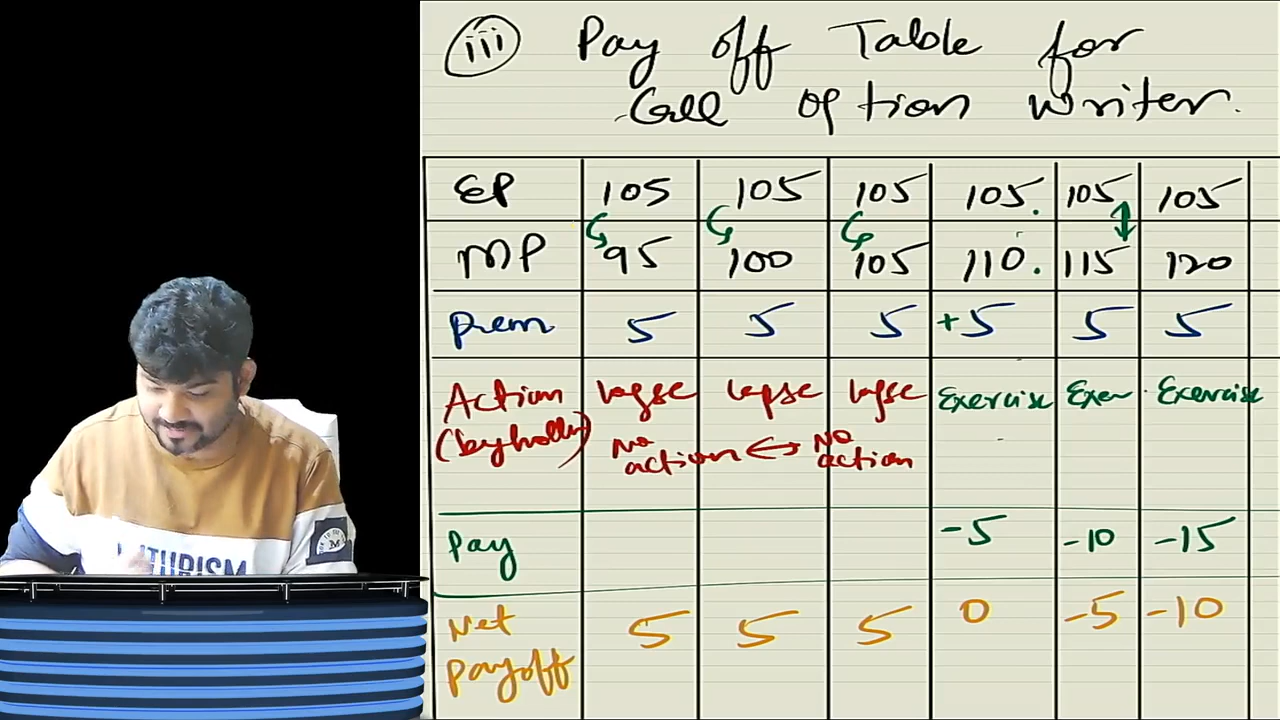 iii Pay off Table for
Call option writer.
EP 105 105 105 105. 105 105
MP 95 100 105 110. 115 120
Prem 5 5 5 +5 5 5
Action lapse lapse lapse Exercise Exer. Exercise
(by holder) No action ↔ No action
Pay -5 -10 -15
Net Payoff 5 5 5 0 -5 -10